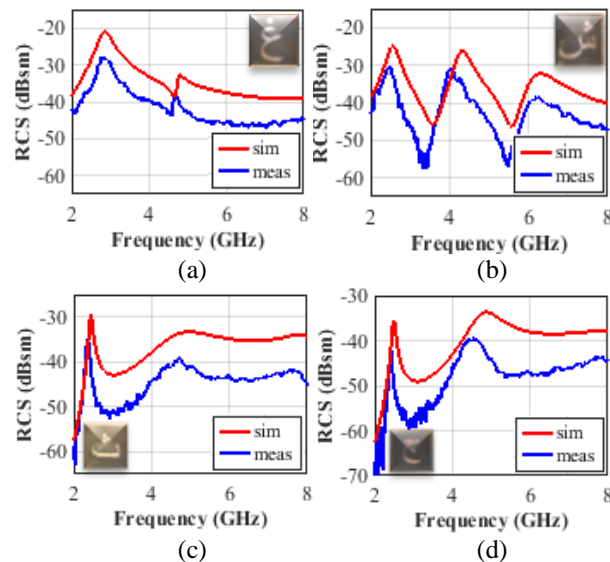 -20
-30
-40
-50
-60
RCS (dBsm)
غ
sim
meas
2 4 6 8
Frequency (GHz)
(a)
-20
-30
-40
-50
-60
RCS (dBsm)
ش
sim
meas
2 4 6 8
Frequency (GHz)
(b)
-30
-40
-50
-60
RCS (dBsm)
ث
sim
meas
2 4 6 8
Frequency (GHz)
(c)
-30
-40
-50
-60
-70
RCS (dBsm)
sim
meas
2 4 6 8
Frequency (GHz)
(d)